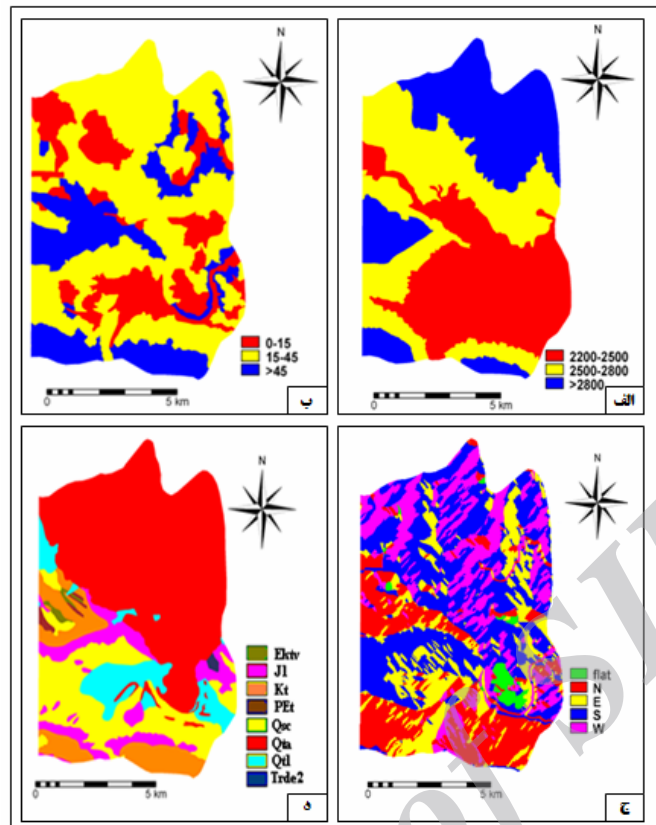 N
0-15
15-45
>45
0
5 km
ب
N
2200-2500
2500-2800
>2800
0
5 km
الف
N
Ektv
J1
Kt
PEt
Qsc
Qta
Qtl
Trde2
0
5 km
د
N
flat
N
E
S
W
0
5 km
ج